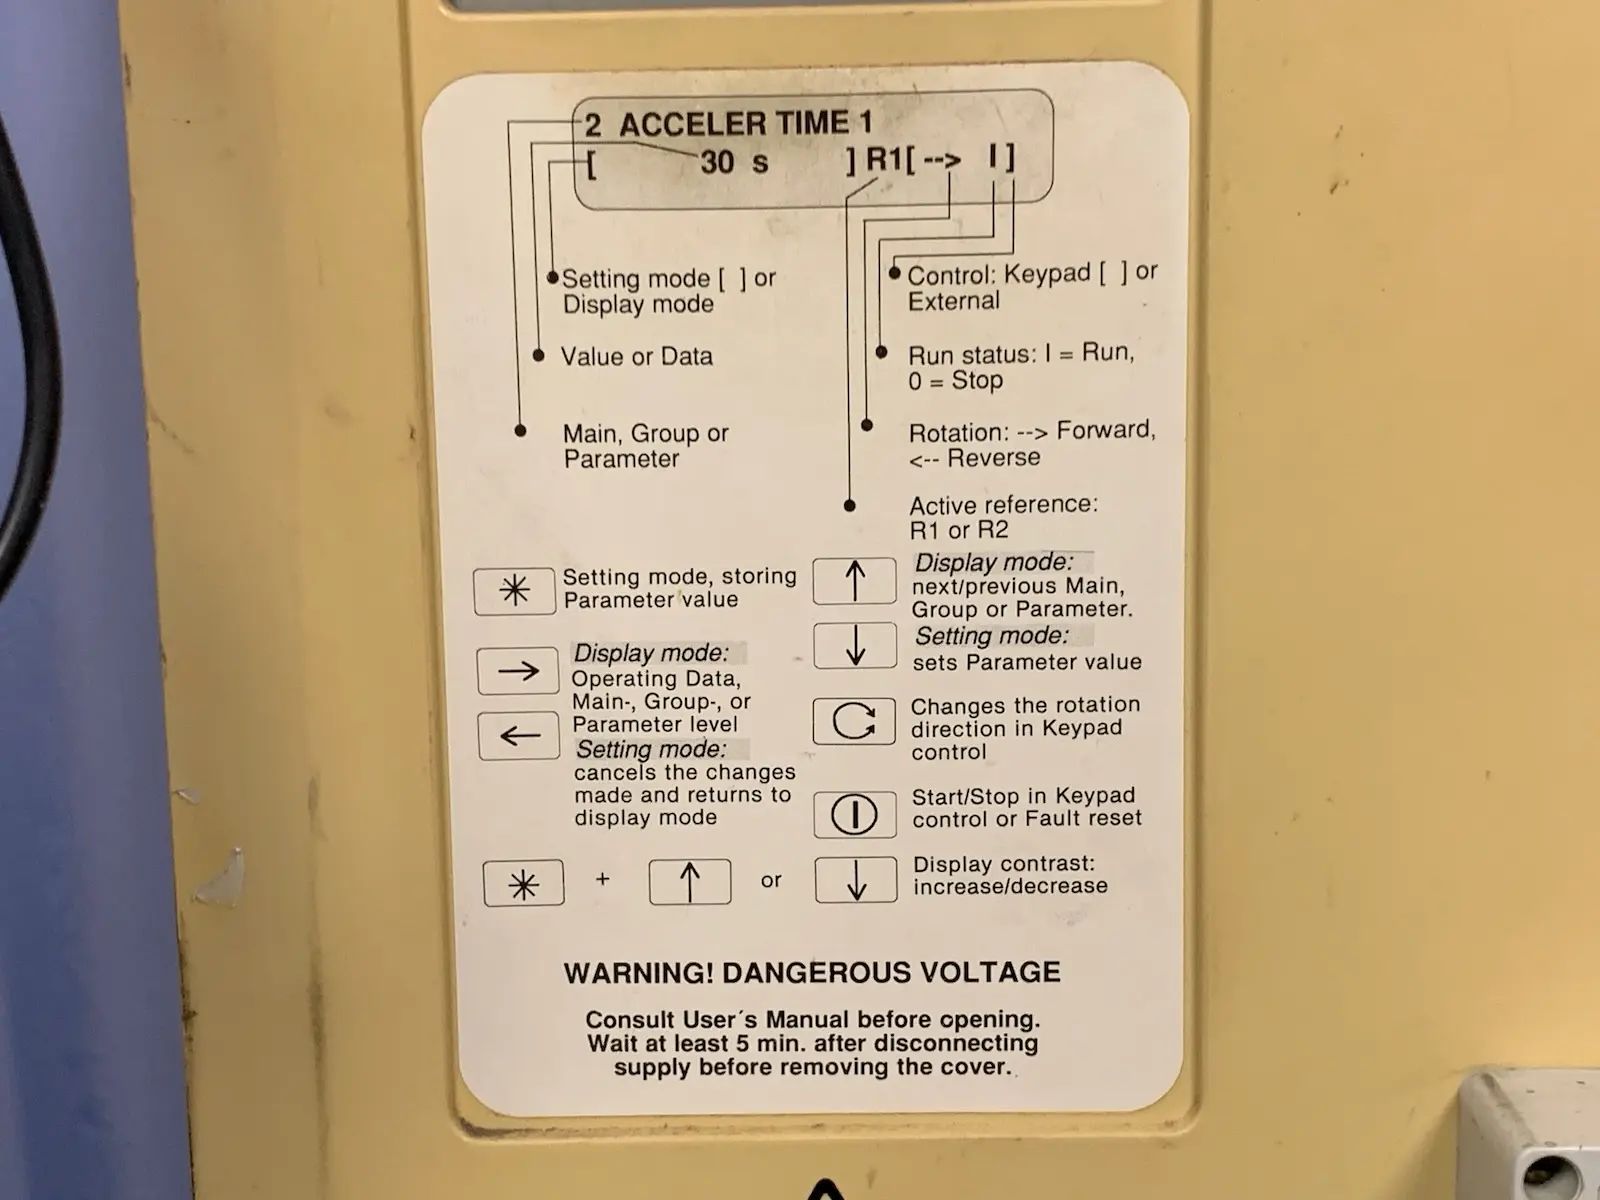 2 ACCELER TIME 1
[ 30 s ] R1[ --> I ]
Setting mode [ ] or
Display mode
Value or Data
Main, Group or
Parameter
Control: Keypad [ ] or
External
Run status: I = Run,
0 = Stop
Rotation: --> Forward,
<-- Reverse
Active reference:
R1 or R2
Setting mode, storing
Parameter value
Display mode:
Operating Data,
Main-, Group-, or
Parameter level
Setting mode:
cancels the changes
made and returns to
display mode
Display mode:
next/previous Main,
Group or Parameter.
Setting mode:
sets Parameter value
Changes the rotation
direction in Keypad
control
Start/Stop in Keypad
control or Fault reset
+ or
Display contrast:
increase/decrease
WARNING! DANGEROUS VOLTAGE
Consult User´s Manual before opening.
Wait at least 5 min. after disconnecting
supply before removing the cover.